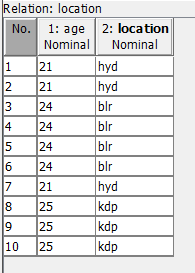 Relation: location
No. 1: age 2: location
Nominal Nominal
1 21 hyd
2 21 hyd
3 24 blr
4 24 blr
5 24 blr
6 24 blr
7 21 hyd
8 25 kdp
9 25 kdp
10 25 kdp